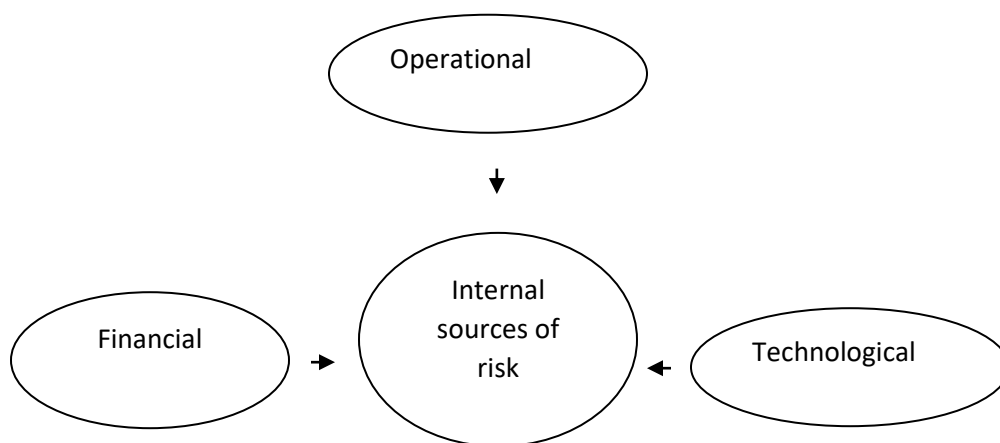 Operational
Internal
sources of
risk
Financial
Technological